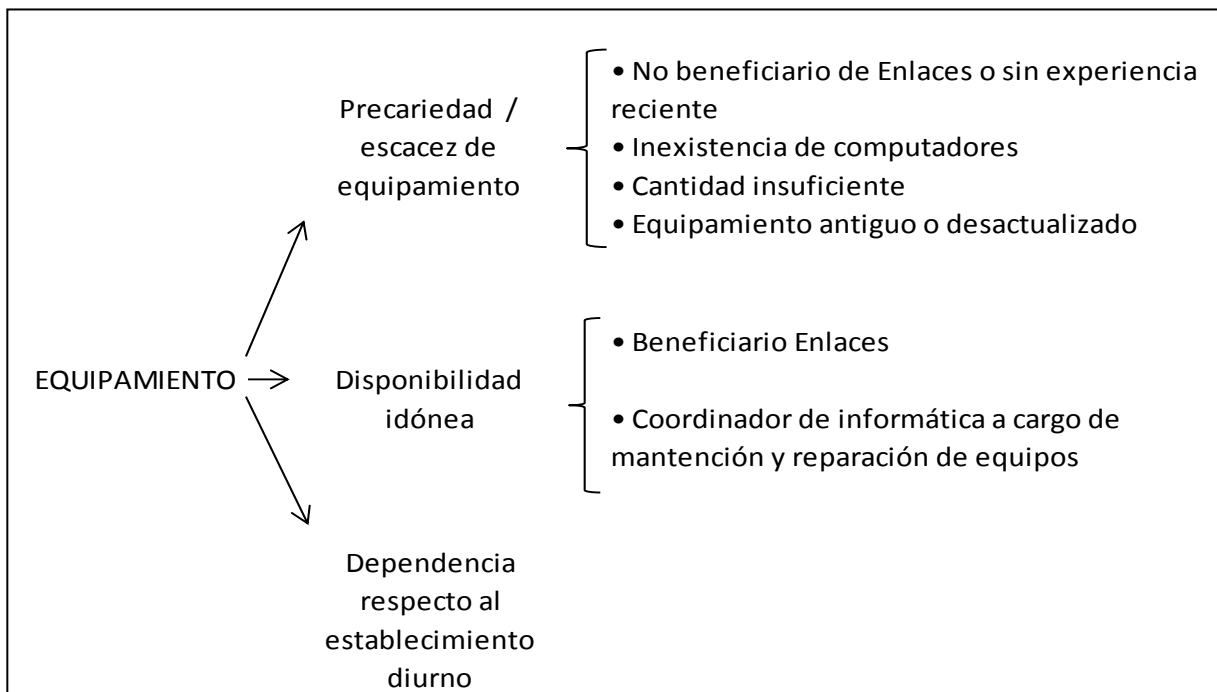 Precariedad /
escacez de
equipamiento
• No beneficiario de Enlaces o sin experiencia
reciente
• Inexistencia de computadores
• Cantidad insuficiente
• Equipamiento antiguo o desactualizado
EQUIPAMIENTO
Disponibilidad
idónea
• Beneficiario Enlaces
• Coordinador de informática a cargo de
mantención y reparación de equipos
Dependencia
respecto al
establecimiento
diurno